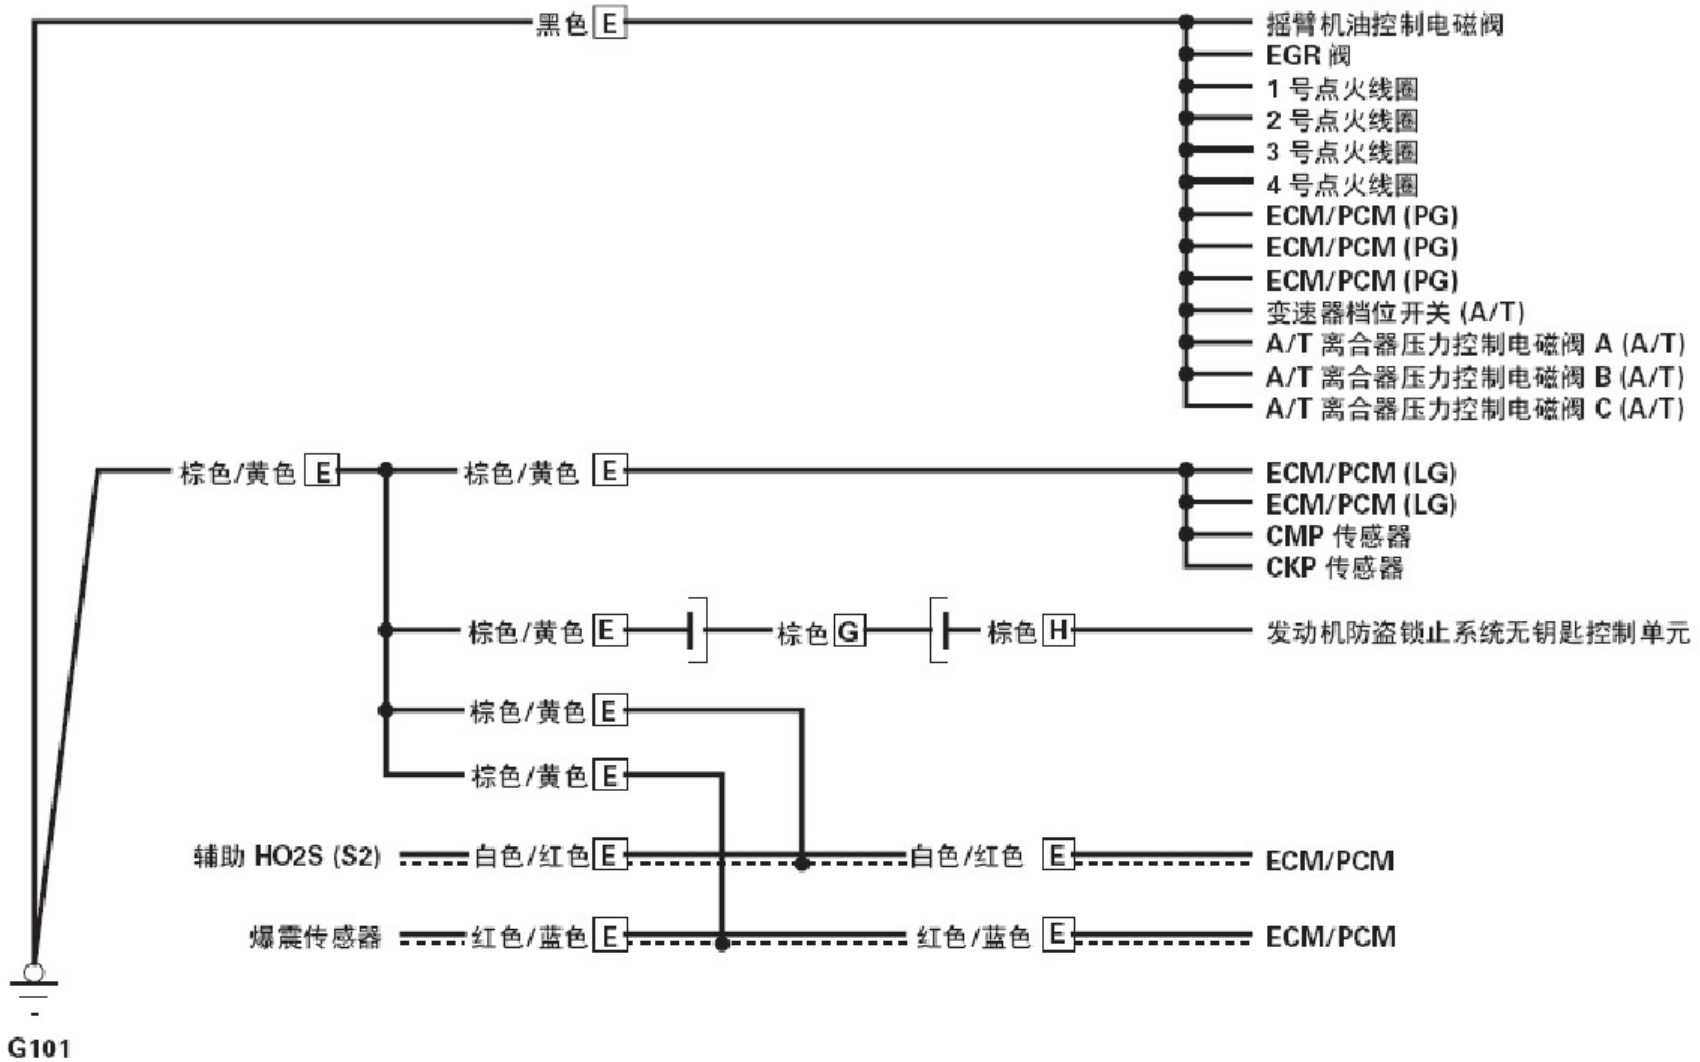 黑色 E 摇臂机油控制电磁阀
EGR 阀
1 号点火线圈
2 号点火线圈
3 号点火线圈
4 号点火线圈
ECM/PCM (PG)
ECM/PCM (PG)
ECM/PCM (PG)
变速器档位开关 (A/T)
A/T 离合器压力控制电磁阀 A (A/T)
A/T 离合器压力控制电磁阀 B (A/T)
A/T 离合器压力控制电磁阀 C (A/T)
棕色/黄色 E 棕色/黄色 E ECM/PCM (LG)
ECM/PCM (LG)
CMP 传感器
CKP 传感器
棕色/黄色 E 棕色 G 棕色 H 发动机防盗锁止系统无钥匙控制单元
棕色/黄色 E
棕色/黄色 E
辅助 HO2S (S2) 白色/红色 E 白色/红色 E ECM/PCM
爆震传感器 红色/蓝色 E 红色/蓝色 E ECM/PCM
G101